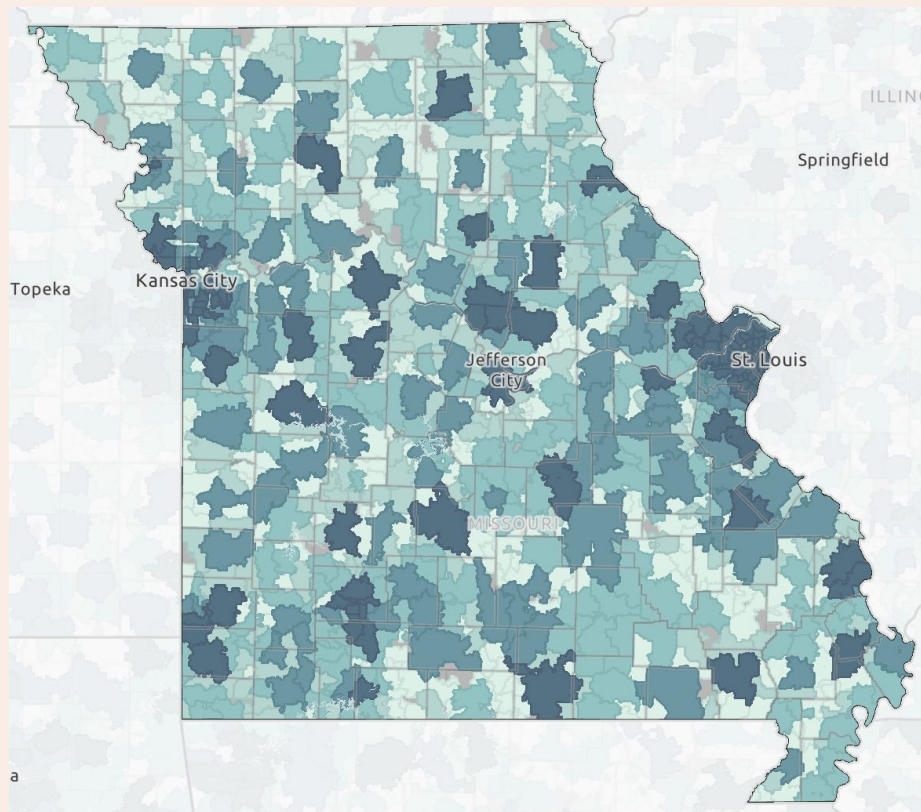 ILLINO
Springfield
Topeka
Kansas City
Jefferson
City
St. Louis
MISSOURI
a